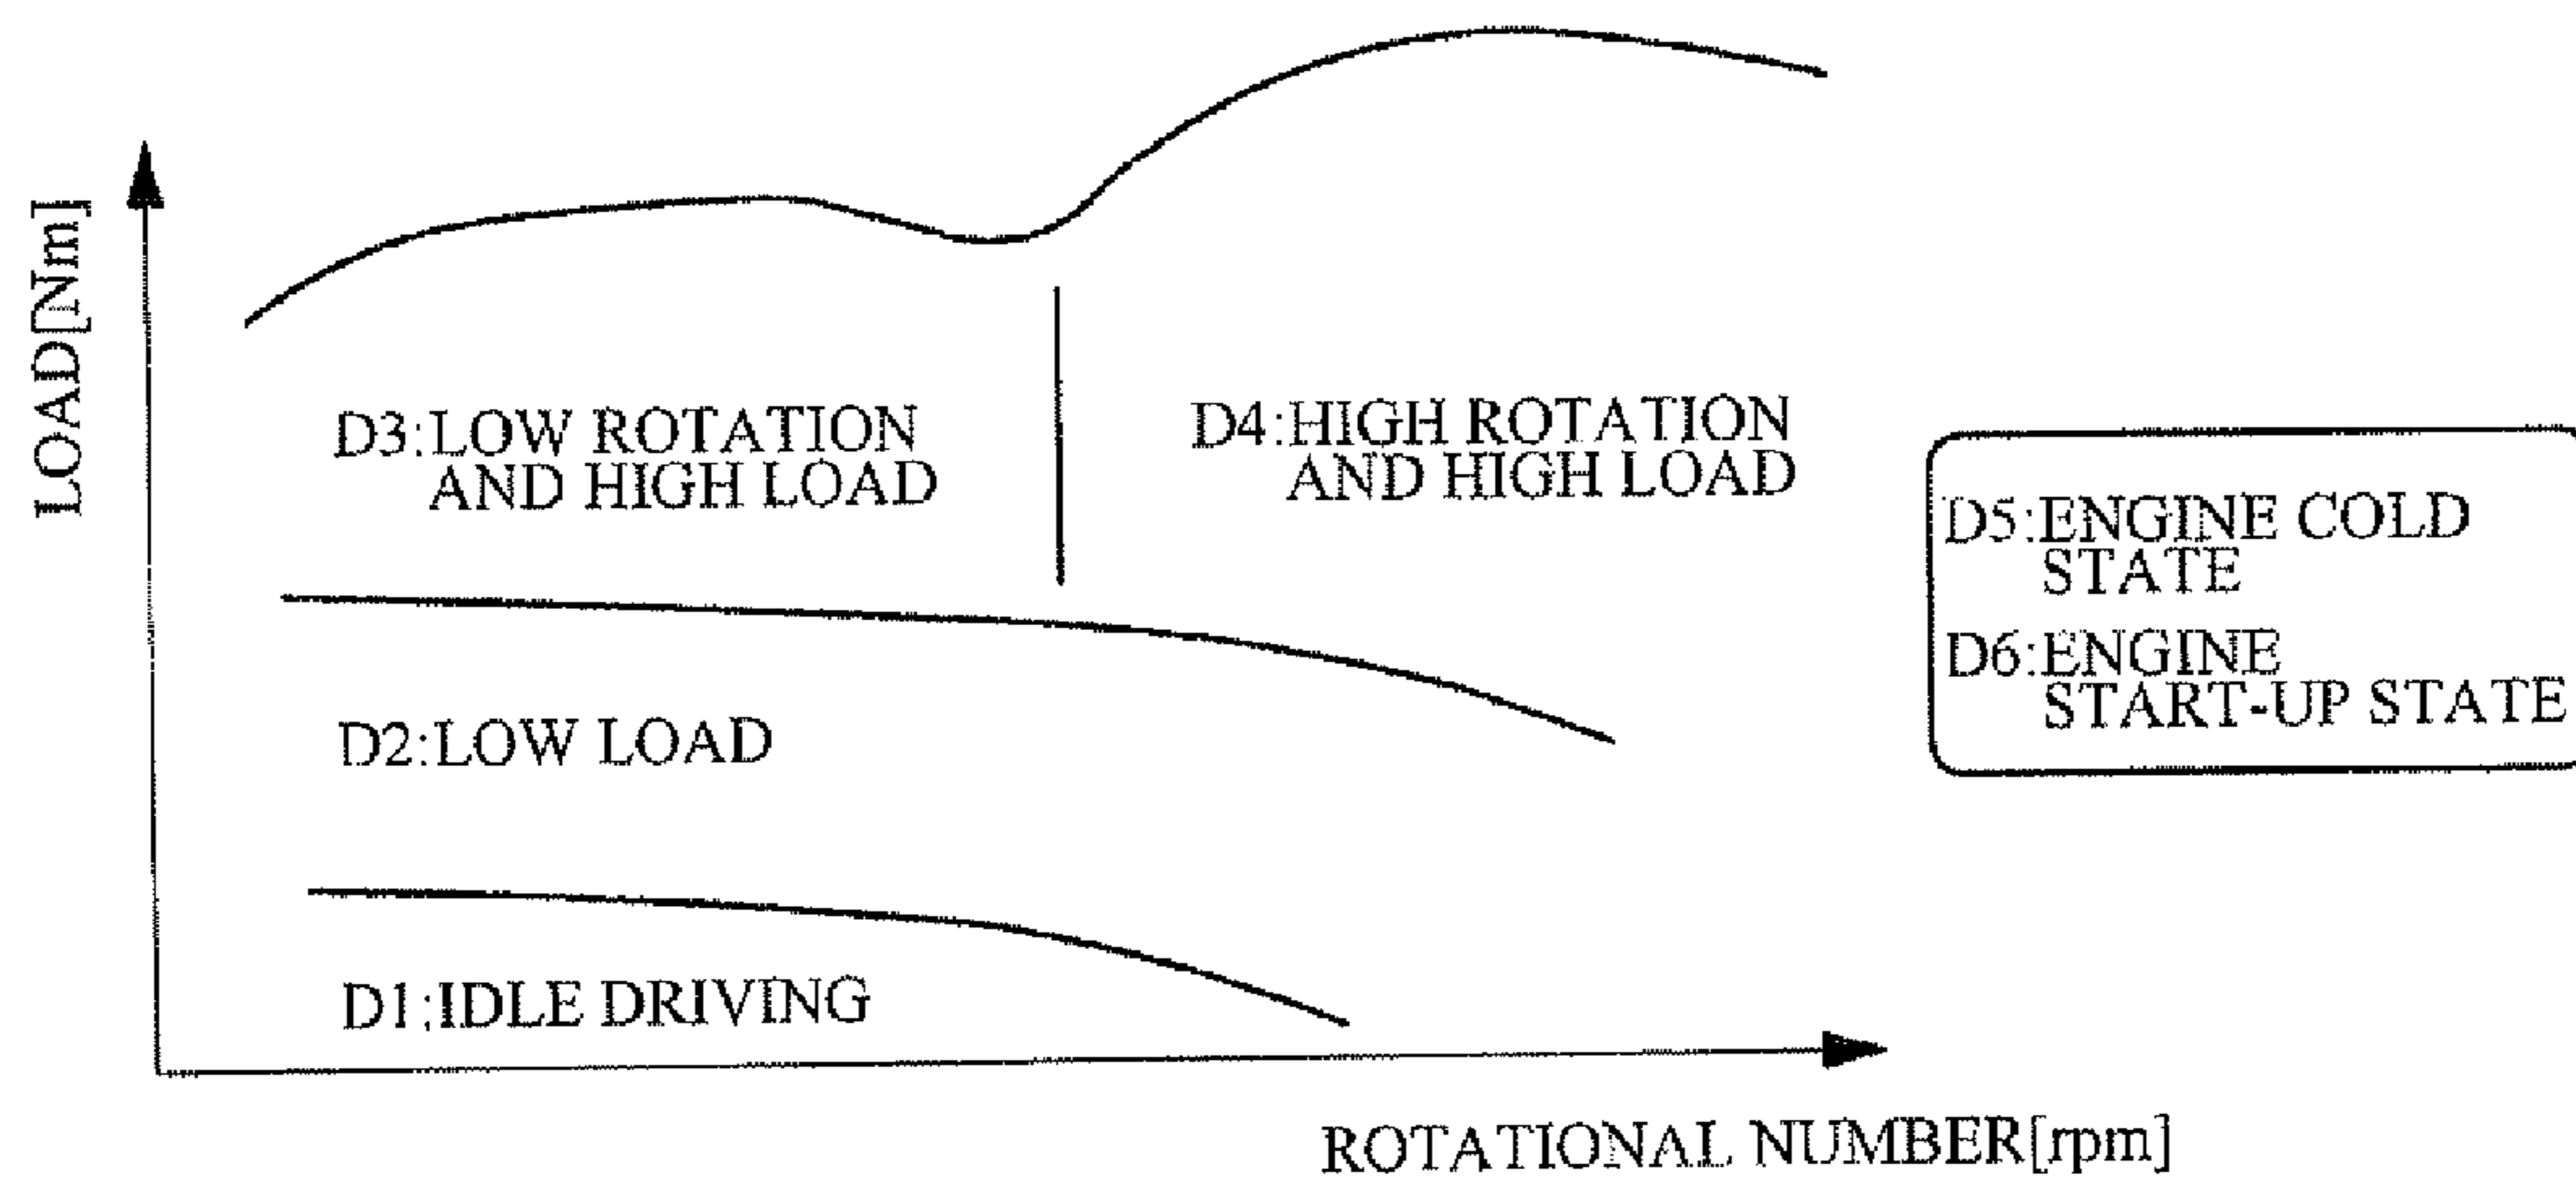 LOAD[Nm]
D3:LOW ROTATION
AND HIGH LOAD
D4:HIGH ROTATION
AND HIGH LOAD
D5:ENGINE COLD
STATE
D6:ENGINE
START-UP STATE
D2:LOW LOAD
D1:IDLE DRIVING
ROTATIONAL NUMBER[rpm]